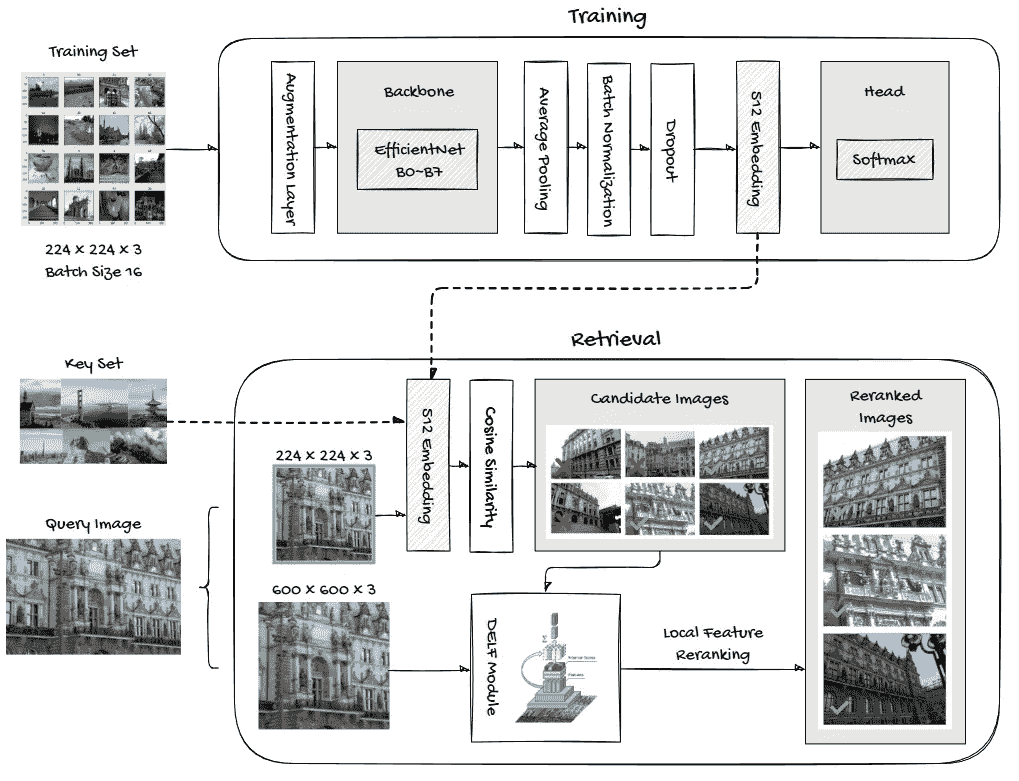 Training
Training Set
224 x 224 x 3
Batch Size 16
Augmentation Layer
Backbone
EfficientNet
B0~B7
Average Pooling
Batch Normalization
Dropout
512 Embedding
Head
Softmax
Retrieval
Key Set
Query Image
224 x 224 x 3
600 x 600 x 3
512 Embedding
Cosine Similarity
Candidate Images
DELF Module
Local Feature
Reranking
Reranked
Images